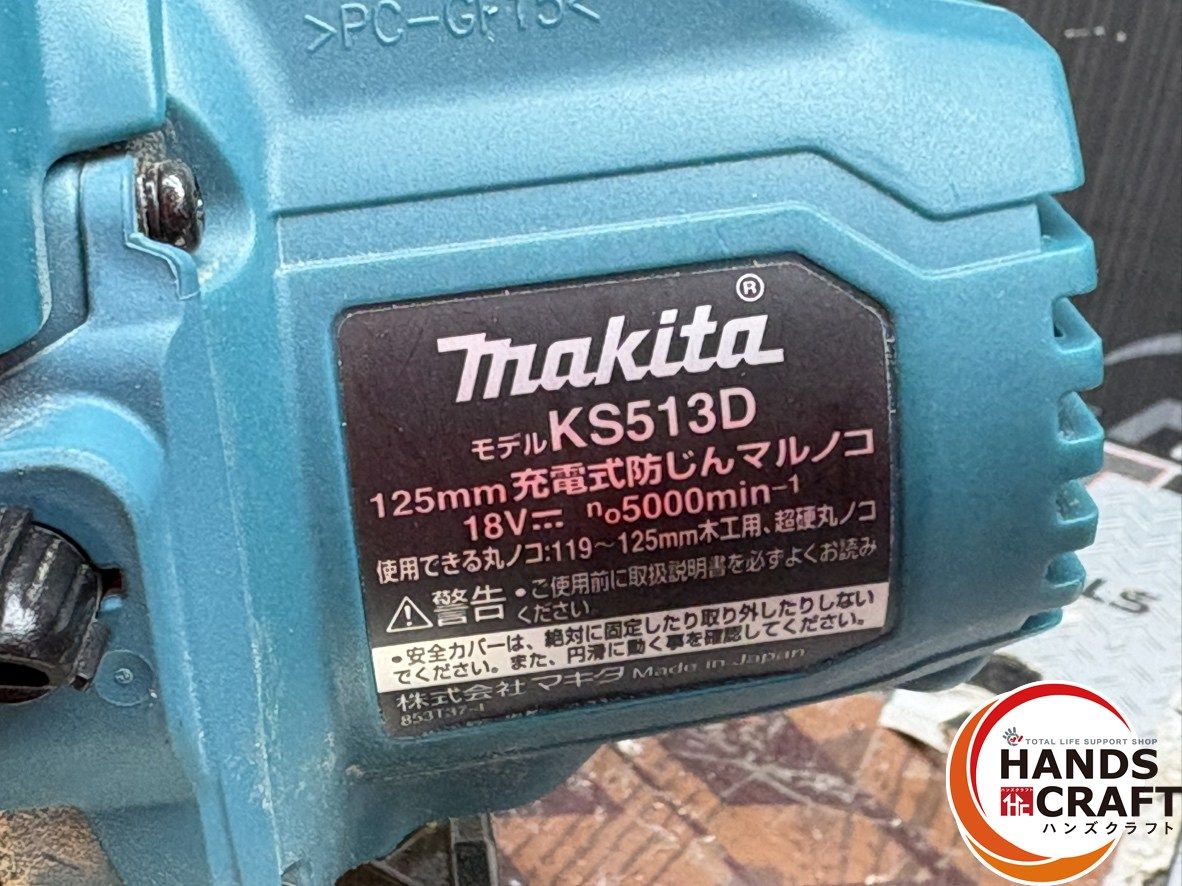 >PC-GF15<
makita®
モデルKS513D
125mm 充電式防じんマルノコ
18V⎓ n₀5000min⁻¹
使用できる丸ノコ:119～125mm木工用、超硬丸ノコ
⚠警告 •ご使用前に取扱説明書を必ずよくお読み
ください
•安全カバーは、絶対に固定したり取り外したりしない
でください。また、円滑に動く事を確認してください。
株式会社 マキタ Made in Japan
TOTAL LIFE SUPPORT SHOP
HANDS
CRAFT
ハンズクラフト